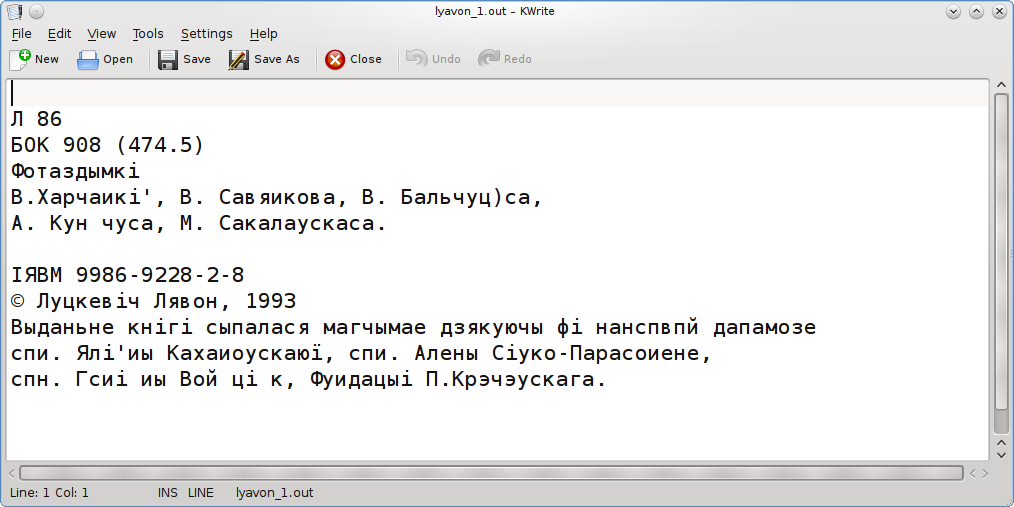 lyavon_1.out – KWrite
File Edit View Tools Settings Help
New Open Save Save As Close Undo Redo
Л 86
БОК 908 (474.5)
Фотаздымкі
В.Харчаикі', В. Савяикова, В. Бальчуц)са,
А. Кун чуса, М. Сакалаускаса.
ІЯВМ 9986-9228-2-8
© Луцкевіч Лявон, 1993
Выданьне кнігі сыпалася магчымае дзякуючы фі нанспвпй дапамозе
спи. Ялі'иы Кахаиоускаюї, спи. Алены Сіуко-Парасоиене,
спн. Гсиі иы Вой ці к, Фуидацыі П.Крэчэускага.
Line: 1 Col: 1 INS LINE lyavon_1.out